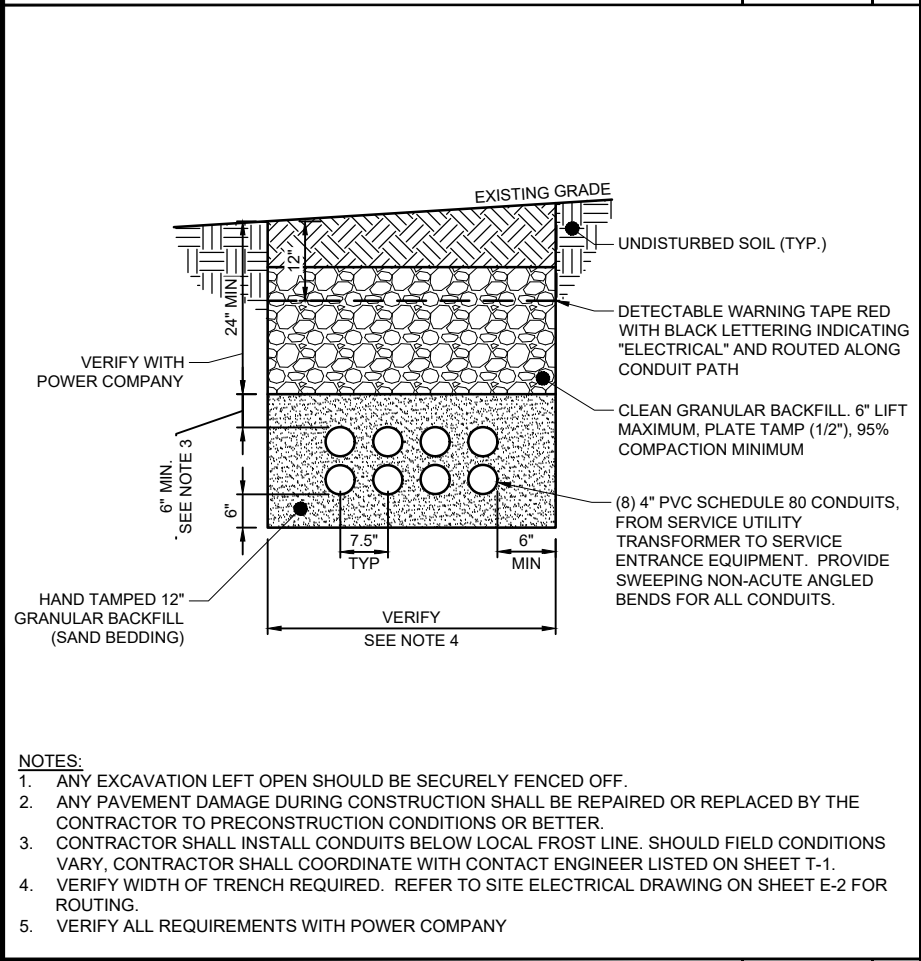 EXISTING GRADE
UNDISTURBED SOIL (TYP.)
12"
24" MIN
DETECTABLE WARNING TAPE RED
WITH BLACK LETTERING INDICATING
"ELECTRICAL" AND ROUTED ALONG
CONDUIT PATH
VERIFY WITH
POWER COMPANY
CLEAN GRANULAR BACKFILL. 6" LIFT
MAXIMUM, PLATE TAMP (1/2"), 95%
COMPACTION MINIMUM
6" MIN.
SEE NOTE 3
6"
(8) 4" PVC SCHEDULE 80 CONDUITS,
FROM SERVICE UTILITY
TRANSFORMER TO SERVICE
ENTRANCE EQUIPMENT. PROVIDE
SWEEPING NON-ACUTE ANGLED
BENDS FOR ALL CONDUITS.
7.5"
TYP
6"
MIN
HAND TAMPED 12"
GRANULAR BACKFILL
(SAND BEDDING)
VERIFY
SEE NOTE 4
NOTES:
1. ANY EXCAVATION LEFT OPEN SHOULD BE SECURELY FENCED OFF.
2. ANY PAVEMENT DAMAGE DURING CONSTRUCTION SHALL BE REPAIRED OR REPLACED BY THE
CONTRACTOR TO PRECONSTRUCTION CONDITIONS OR BETTER.
3. CONTRACTOR SHALL INSTALL CONDUITS BELOW LOCAL FROST LINE. SHOULD FIELD CONDITIONS
VARY, CONTRACTOR SHALL COORDINATE WITH CONTACT ENGINEER LISTED ON SHEET T-1.
4. VERIFY WIDTH OF TRENCH REQUIRED. REFER TO SITE ELECTRICAL DRAWING ON SHEET E-2 FOR
ROUTING.
5. VERIFY ALL REQUIREMENTS WITH POWER COMPANY